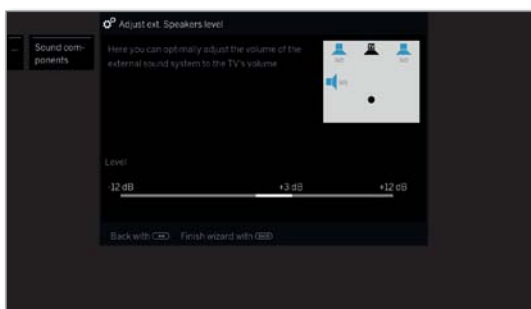 Adjust ext. Speakers level
...
Sound com-
ponents
Here you can optimally adjust the volume of the
external sound system to the TV's volume
Level
-12 dB +3 dB +12 dB
Back with Finish wizard with